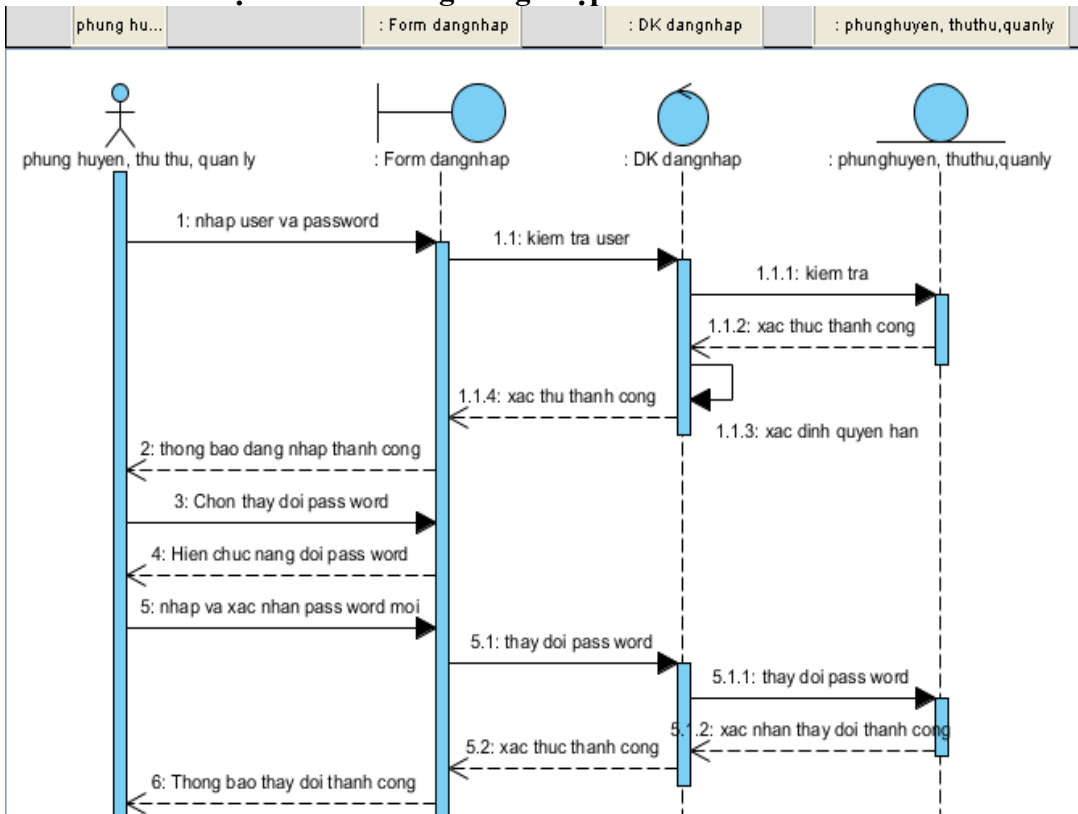 phung hu...
: Form dangnhap
: DK dangnhap
: phunghuyen, thuthu,quanly
phung huyen, thu thu, quan ly
: Form dangnhap
: DK dangnhap
: phunghuyen, thuthu,quanly
1: nhap user va password
1.1: kiem tra user
1.1.1: kiem tra
1.1.2: xac thuc thanh cong
1.1.4: xac thu thanh cong
1.1.3: xac dinh quyen han
2: thong bao dang nhap thanh cong
3: Chon thay doi pass word
4: Hien chuc nang doi pass word
5: nhap va xac nhan pass word moi
5.1: thay doi pass word
5.1.1: thay doi pass word
5.1.2: xac nhan thay doi thanh cong
5.2: xac thuc thanh cong
6: Thong bao thay doi thanh cong